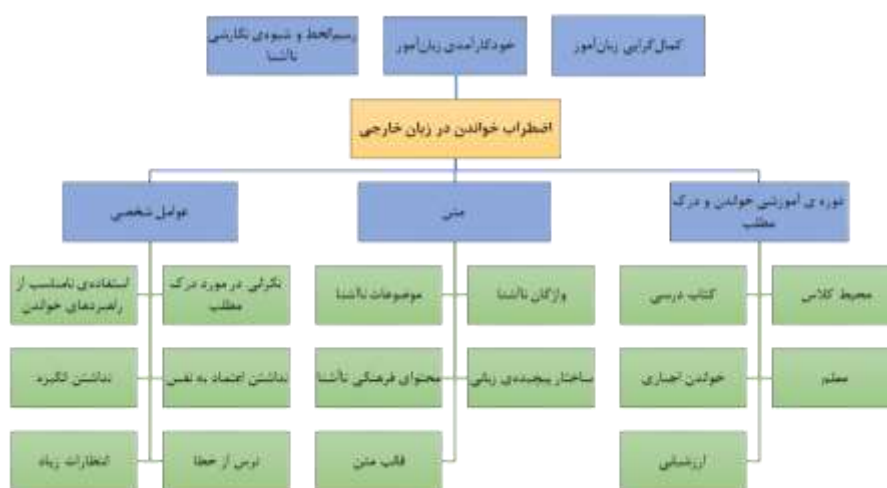 کمال‌گرایی زبان‌آموز
خودکارآمدی زبان‌آموز
رسم‌الخط و شیوه‌ی نگارشی
ناآشنا
اضطراب خواندن در زبان خارجی
دوره ی آموزشی خواندن و درک
مطلب
متن
عوامل شخصی
محیط کلاس
کتاب درسی
واژگان ناآشنا
موضوعات ناآشنا
نگرانی در مورد درک
مطلب
استفاده‌ی نامناسب از
راهبردهای خواندن
معلم
خواندن اجباری
ساختار پیچیده‌ی زبانی
محتوای فرهنگی ناآشنا
نداشتن اعتماد به نفس
نداشتن انگیزه
ارزشیابی
قالب متن
ترس از خطا
انتظارات زیاد